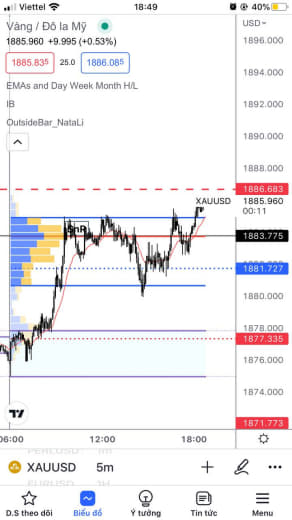 Viettel 18:49 40%
Vàng / Đô la Mỹ
1885.960 +9.995 (+0.53%)
1885.835 25.0 1886.085
EMAs and Day Week Month H/L
IB
OutsideBar_NataLi
USD
1896.000
1894.000
1892.000
1890.000
1888.000
1886.683
XAUUSD 1885.960
00:11
1883.775
1881.727
1880.000
1878.000
1877.335
1876.000
1874.000
1871.773
06:00 12:00 18:00
XAUUSD 5m
D.S theo dõi Biểu đồ Ý tưởng Tin tức Menu